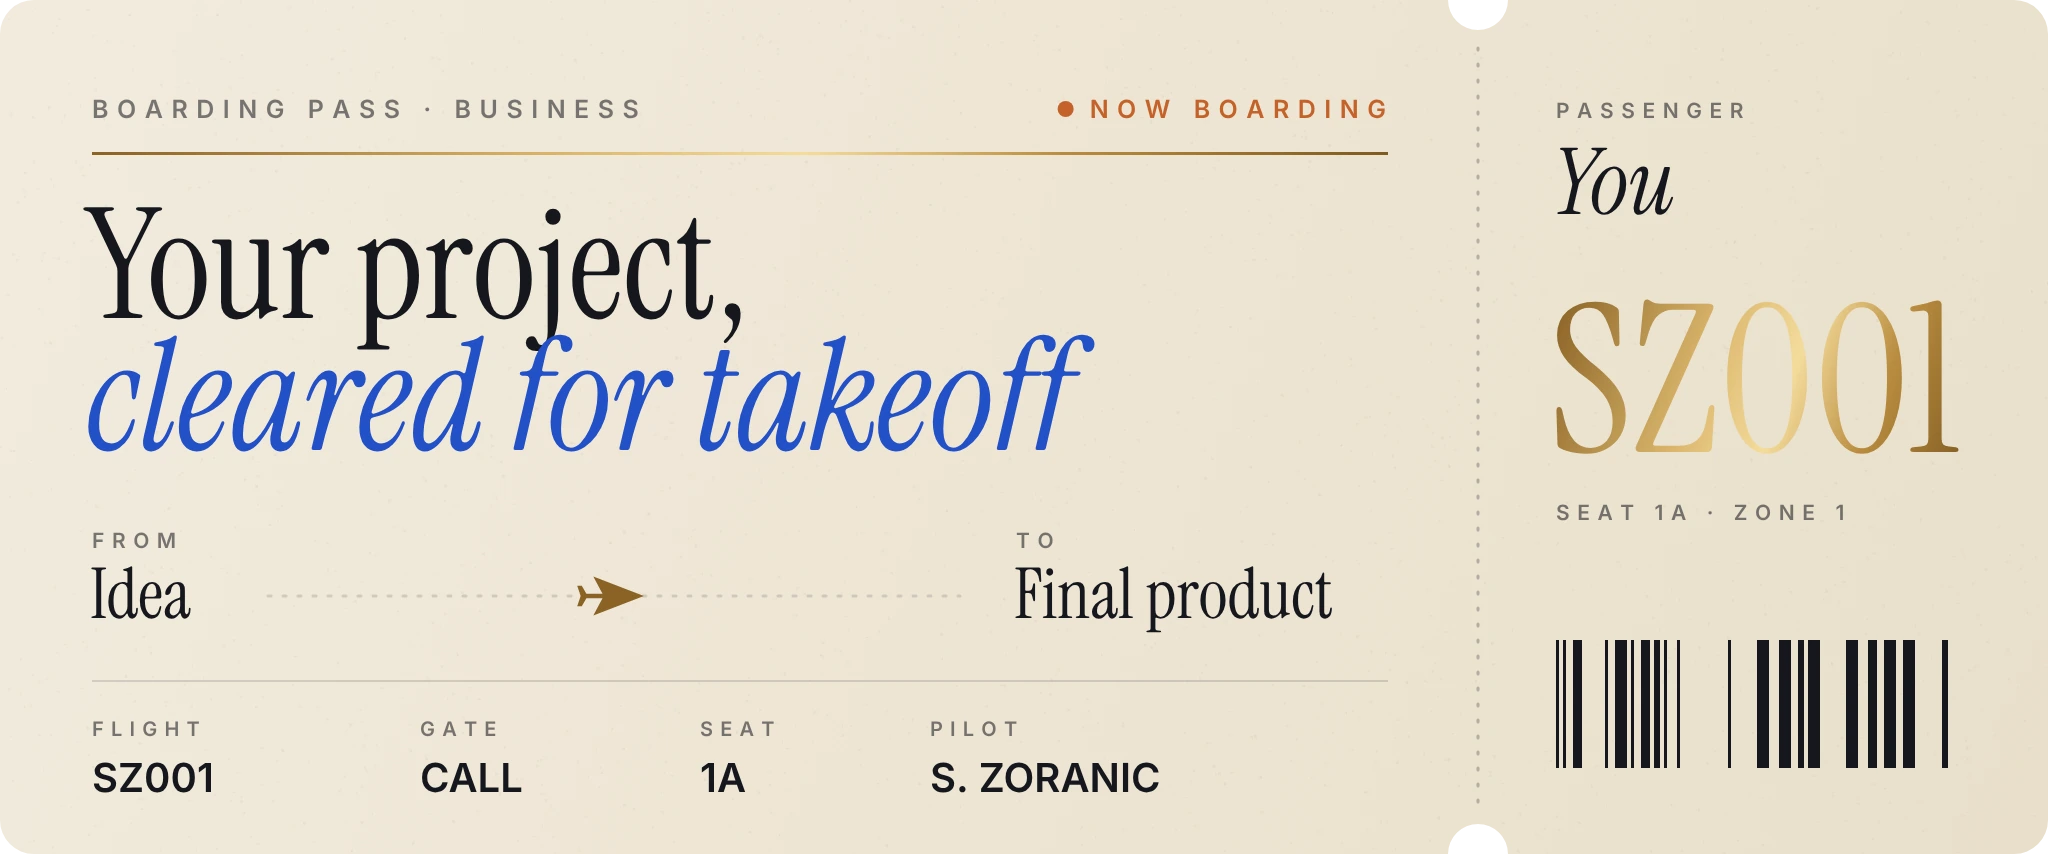 BOARDING PASS · BUSINESS
NOW BOARDING
Your project,
cleared for takeoff
FROM
Idea
TO
Final product
FLIGHT
SZ001
GATE
CALL
SEAT
1A
PILOT
S. ZORANIC
PASSENGER
You
SZ001
SEAT 1A · ZONE 1